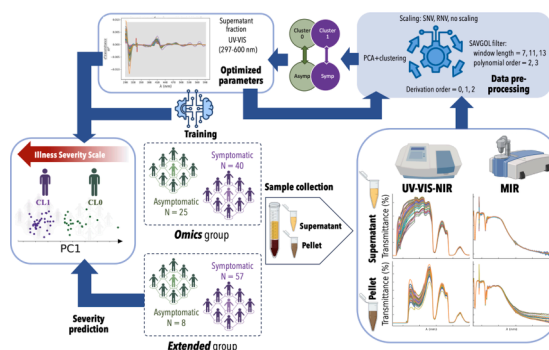 Supernatant
fraction
UV-VIS
(297-600 nm)
Optimized
parameters
Cluster
0
Cluster
1
Asymp
Symp
PCA+clustering
Scaling: SNV, RNV, no scaling
SAVGOL filter:
window length = 7, 11, 13
polynomial order = 2, 3
Derivation order = 0, 1, 2
Data pre-
processing
Training
Illness Severity Scale
CL1
CL0
PC1
Symptomatic
N = 40
Asymptomatic
N = 25
Omics group
Sample collection
Supernatant
Pellet
UV-VIS-NIR
MIR
Supernatant
Transmittance (%)
Pellet
Transmittance (%)
Severity
prediction
Symptomatic
N = 57
Asymptomatic
N = 8
Extended group